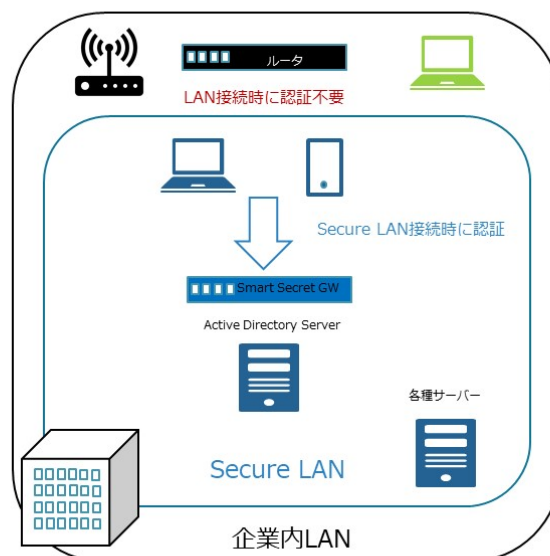 ルータ
LAN接続時に認証不要
Secure LAN接続時に認証
Smart Secret GW
Active Directory Server
各種サーバー
Secure LAN
企業内LAN